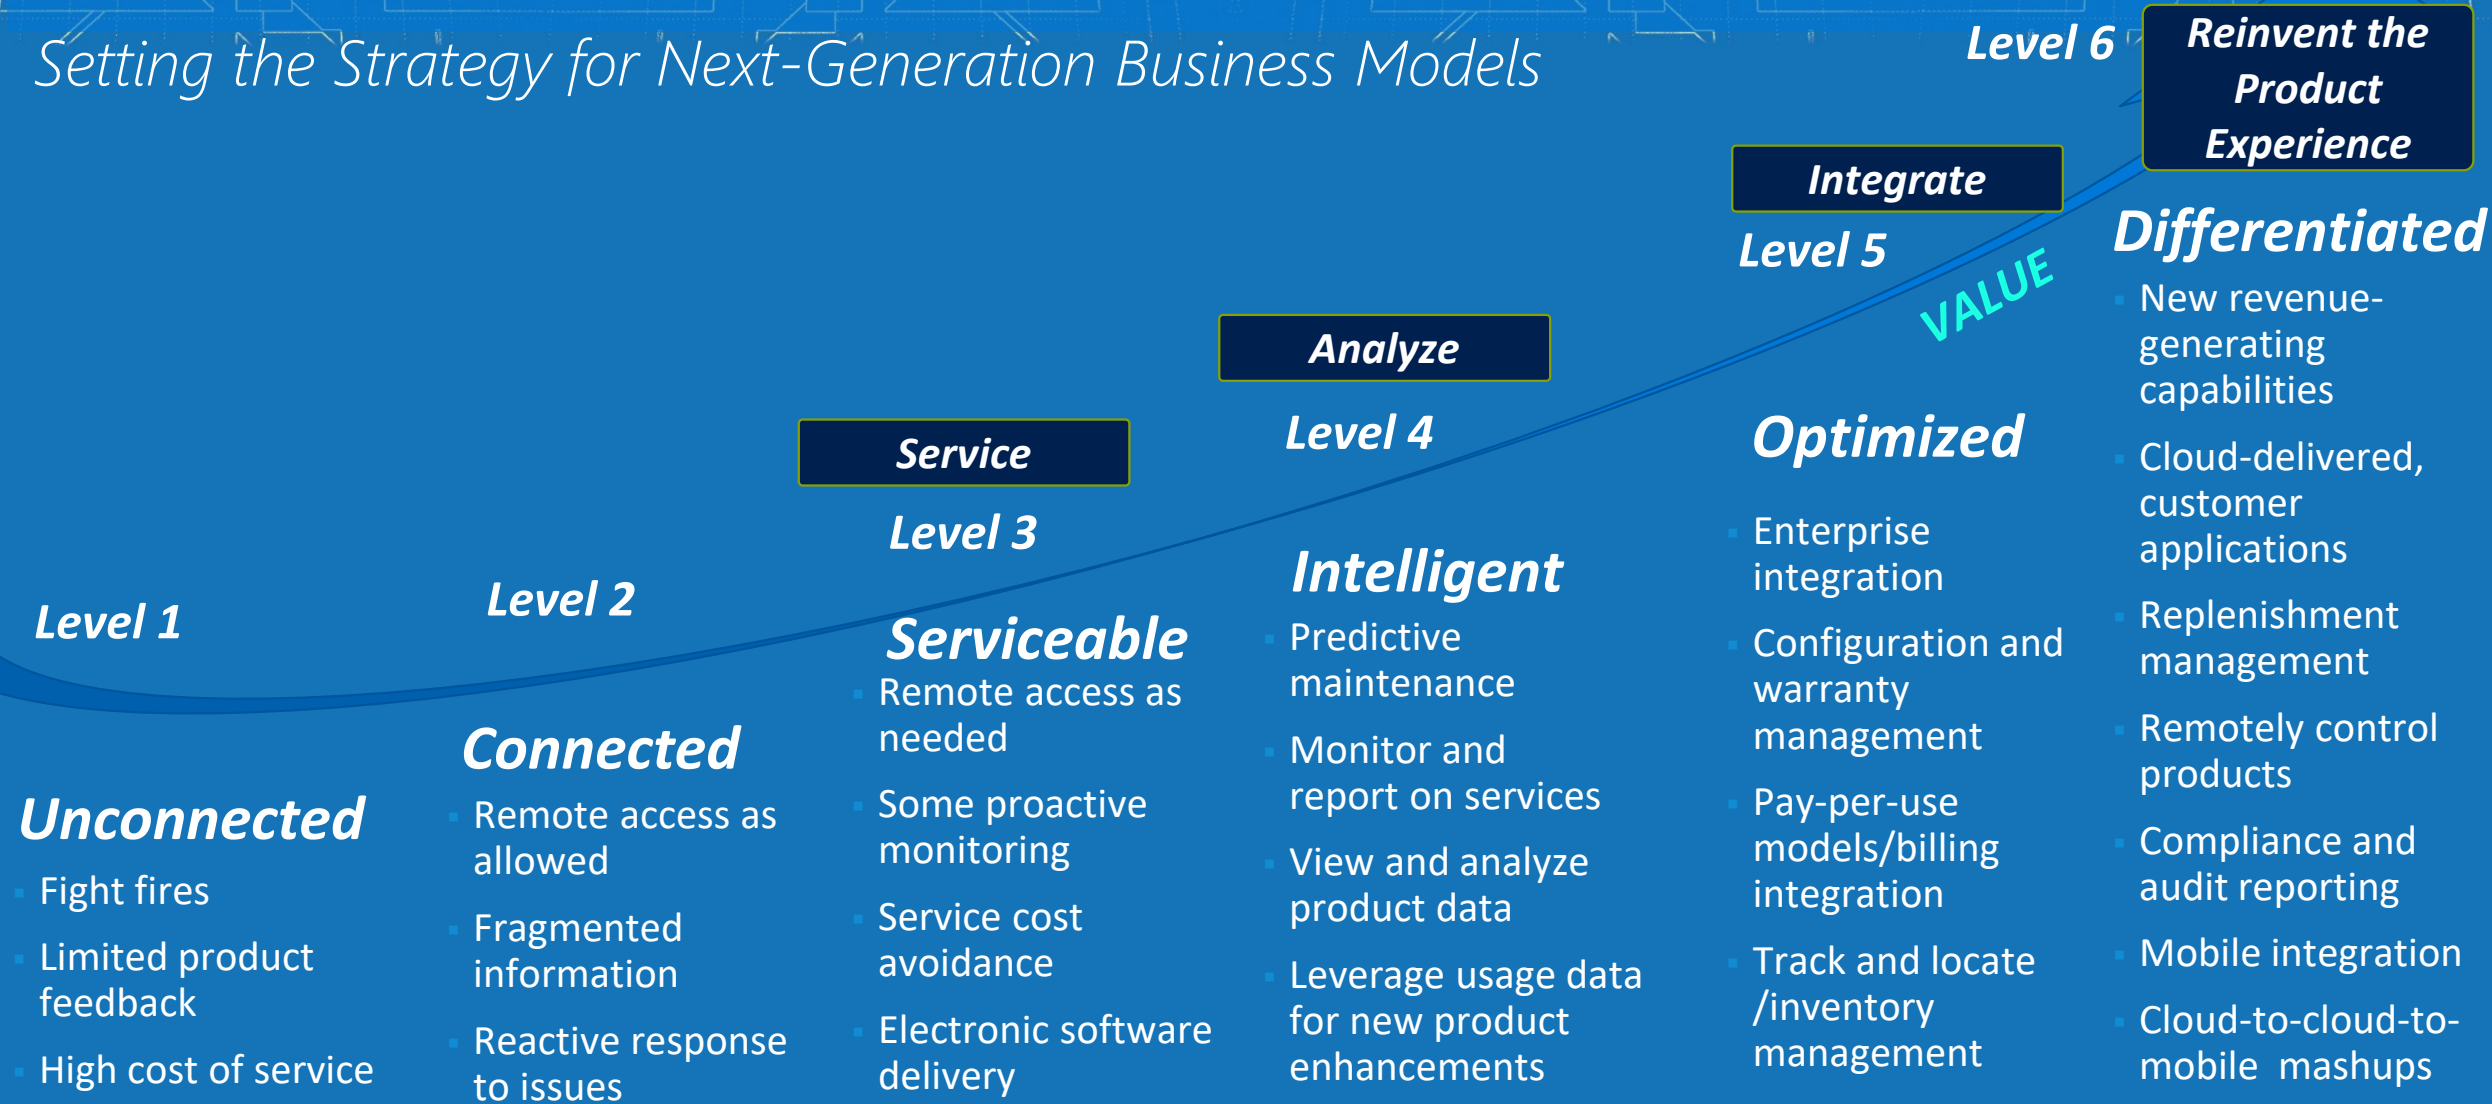 Setting the Strategy for Next-Generation Business Models
Level 1
Unconnected
Fight fires
Limited product
feedback
High cost of service
Level 2
Connected
Remote access as
allowed
Fragmented
information
Reactive response
to issues
Service
Level 3
Serviceable
Remote access as
needed
Some proactive
monitoring
Service cost
avoidance
Electronic software
delivery
Analyze
Level 4
Intelligent
Predictive
maintenance
Monitor and
report on services
View and analyze
product data
Leverage usage data
for new product
enhancements
Integrate
Level 5
VALUE
Optimized
Enterprise
integration
Configuration and
warranty
management
Pay-per-use
models/billing
integration
Track and locate
/inventory
management
Level 6
Reinvent the
Product
Experience
Differentiated
New revenue-
generating
capabilities
Cloud-delivered,
customer
applications
Replenishment
management
Remotely control
products
Compliance and
audit reporting
Mobile integration
Cloud-to-cloud-to-
mobile mashups